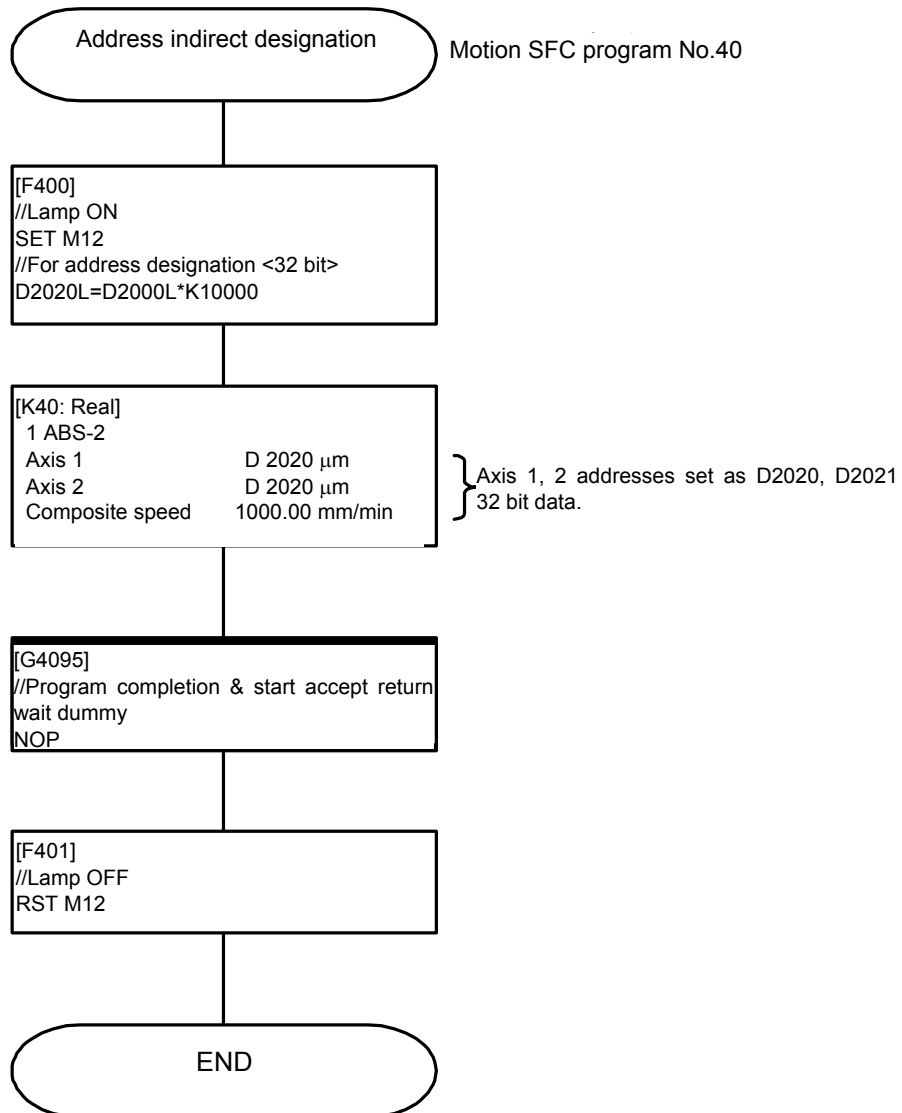 Address indirect designation
Motion SFC program No.40
[F400]
//Lamp ON
SET M12
//For address designation <32 bit>
D2020L=D2000L*K10000
[K40: Real]
1 ABS-2
Axis 1 D 2020 μm
Axis 2 D 2020 μm
Composite speed 1000.00 mm/min
Axis 1, 2 addresses set as D2020, D2021
32 bit data.
[G4095]
//Program completion & start accept return
wait dummy
NOP
[F401]
//Lamp OFF
RST M12
END